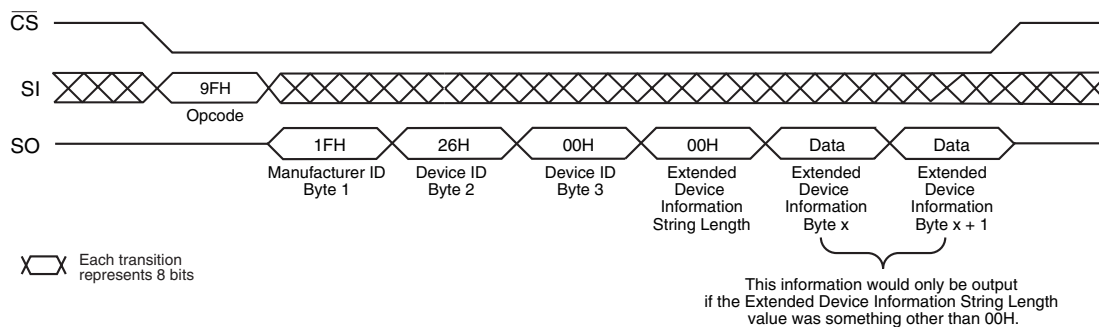 CS
SI
9FH
Opcode
SO
1FH
26H
00H
00H
Data
Data
Manufacturer ID
Byte 1
Device ID
Byte 2
Device ID
Byte 3
Extended
Device
Information
String Length
Extended
Device
Information
Byte x
Extended
Device
Information
Byte x + 1
Each transition
represents 8 bits
This information would only be output
if the Extended Device Information String Length
value was something other than 00H.